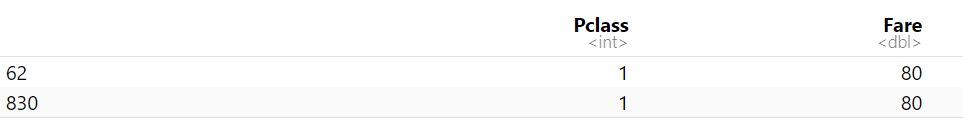 Pclass Fare
<int> <dbl>
62 1 80
830 1 80